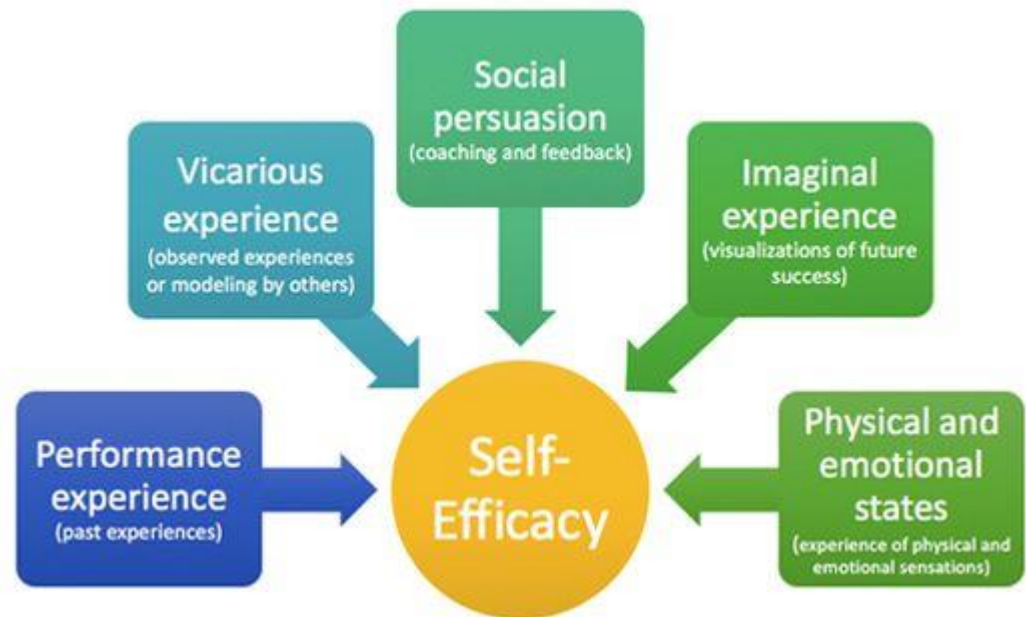 Performance
experience
(past experiences)
Vicarious
experience
(observed experiences
or modeling by others)
Social
persuasion
(coaching and feedback)
Imaginal
experience
(visualizations of future
success)
Physical and
emotional
states
(experience of physical and
emotional sensations)
Self-
Efficacy